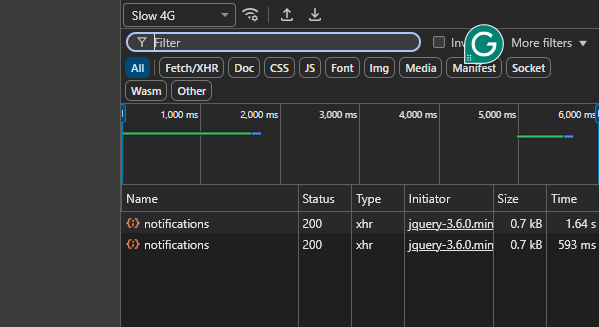 Slow 4G
Filter Inv G More filters
All Fetch/XHR Doc CSS JS Font Img Media Manifest Socket
Wasm Other
1,000 ms 2,000 ms 3,000 ms 4,000 ms 5,000 ms 6,000 ms
Name Status Type Initiator Size Time
notifications 200 xhr jquery-3.6.0.min 0.7 kB 1.64 s
notifications 200 xhr jquery-3.6.0.min 0.7 kB 593 ms